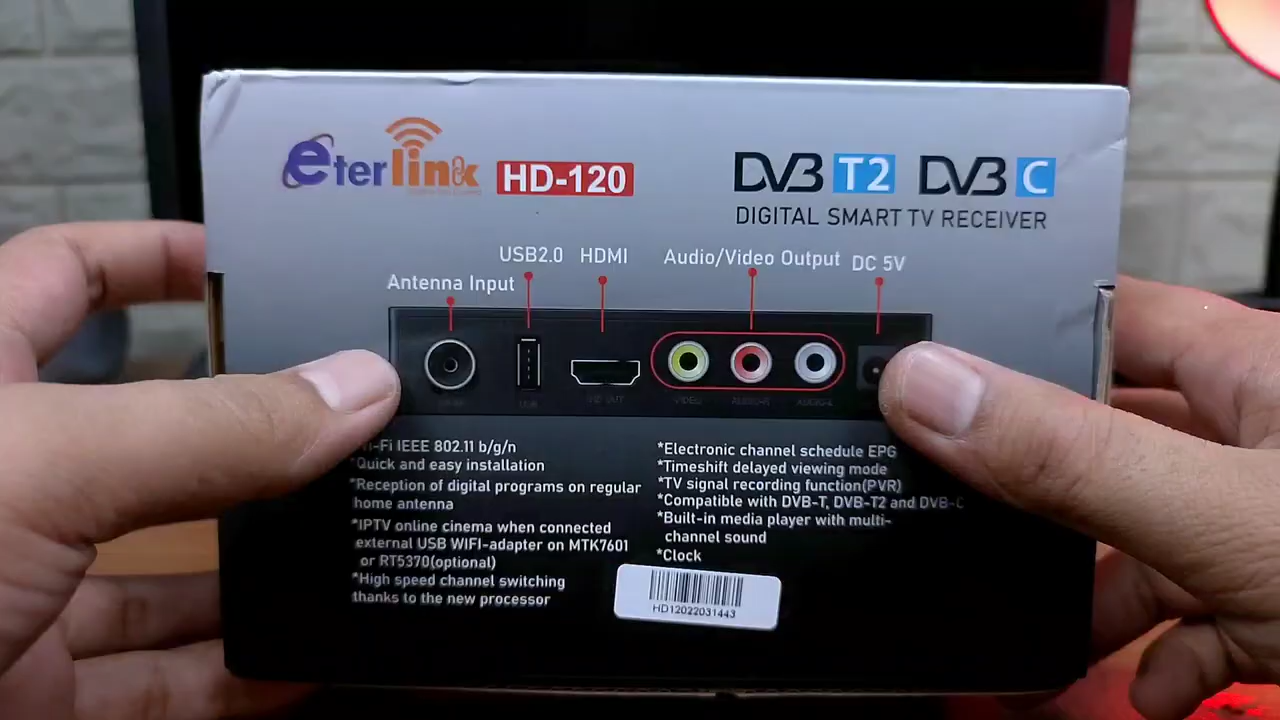 eterlink HD-120
DVB T2 DVB C
DIGITAL SMART TV RECEIVER
USB2.0 HDMI Audio/Video Output DC 5V
Antenna Input
VIDEO AUDIO-R AUDIO-L
Wi-Fi IEEE 802.11 b/g/n
*Quick and easy installation
*Reception of digital programs on regular
home antenna
*IPTV online cinema when connected
external USB WIFI-adapter on MTK7601
or RT5370(optional)
*High speed channel switching
thanks to the new processor
*Electronic channel schedule EPG
*Timeshift delayed viewing mode
*TV signal recording function(PVR)
*Compatible with DVB-T, DVB-T2 and DVB-C
*Built-in media player with multi-
channel sound
*Clock
HD12022031443